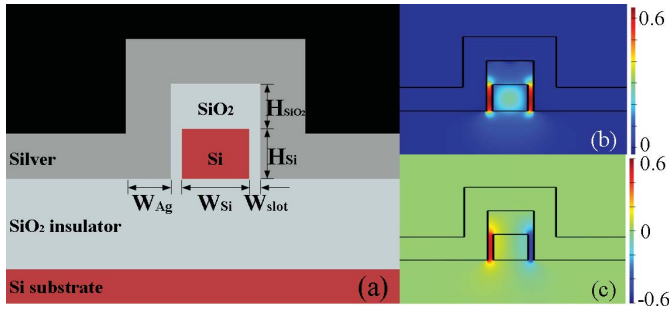 SiO₂
H_SiO₂
Silver
Si
H_Si
W_Ag
W_Si
W_slot
SiO₂ insulator
Si substrate
(a)
0.6
0
(b)
0.6
0
-0.6
(c)